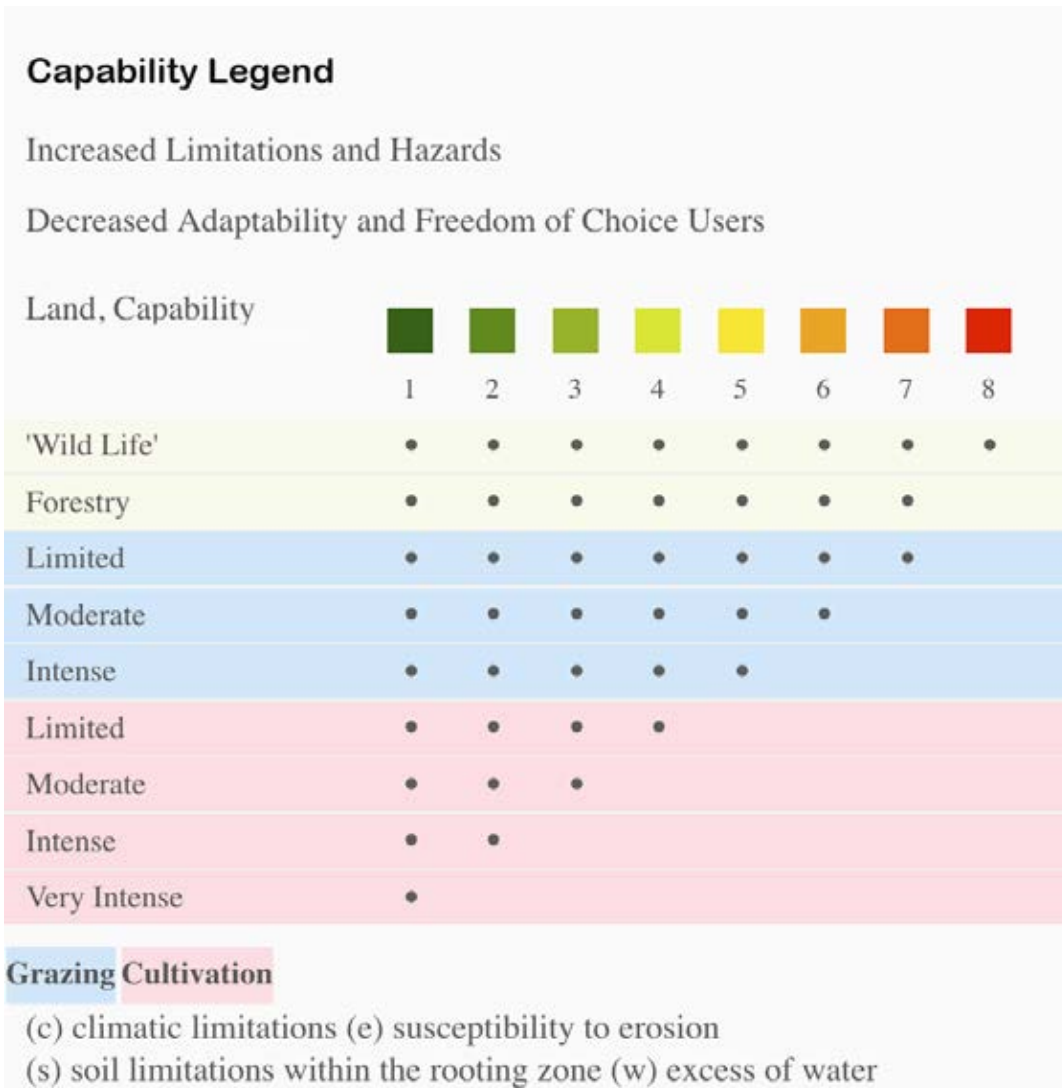 Capability Legend
Increased Limitations and Hazards
Decreased Adaptability and Freedom of Choice Users
Land, Capability
1 2 3 4 5 6 7 8
'Wild Life'
Forestry
Limited
Moderate
Intense
Limited
Moderate
Intense
Very Intense
Grazing Cultivation
(c) climatic limitations (e) susceptibility to erosion
(s) soil limitations within the rooting zone (w) excess of water